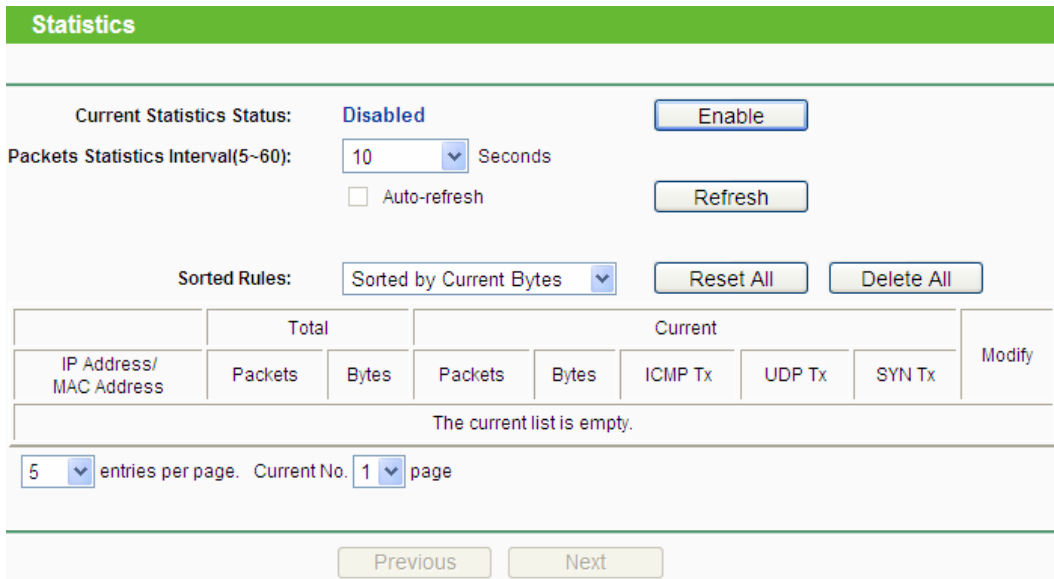 Statistics
Current Statistics Status: Disabled Enable
Packets Statistics Interval(5~60): 10 Seconds
Auto-refresh Refresh
Sorted Rules: Sorted by Current Bytes Reset All Delete All
Total Current Modify
IP Address/
MAC Address Packets Bytes Packets Bytes ICMP Tx UDP Tx SYN Tx
The current list is empty.
5 entries per page. Current No. 1 page
Previous Next